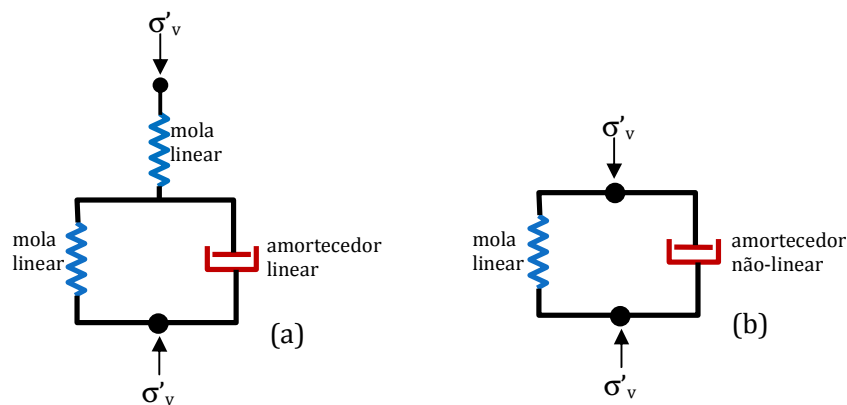 σ'v
mola
linear
mola
linear
amortecedor
linear
(a)
σ'v
σ'v
mola
linear
amortecedor
não-linear
(b)
σ'v